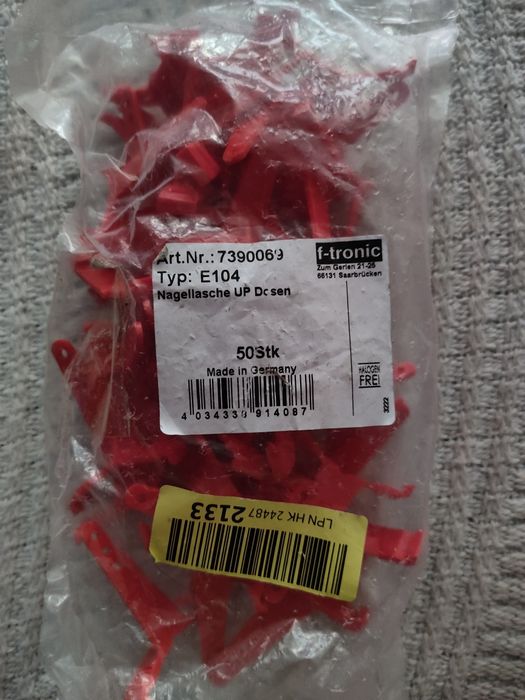 Art.Nr.: 7390069
Typ: E104
Nagellasche UP Dosen
f-tronic
Zum Gerlen 21-25
66131 Saarbrücken
50Stk
Made in Germany
HALOGEN
FREI
3222
4 034338 914087
LPN HK 24487 2133